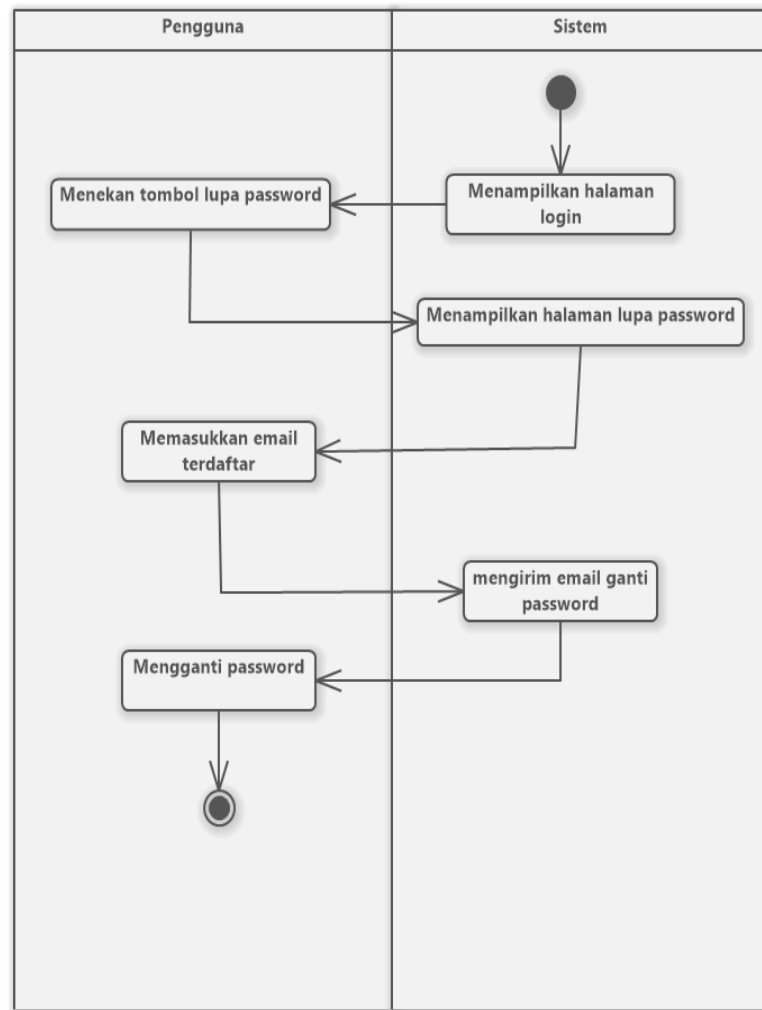 Pengguna
Sistem
Menampilkan halaman
login
Menekan tombol lupa password
Menampilkan halaman lupa password
Memasukkan email
terdaftar
mengirim email ganti
password
Mengganti password